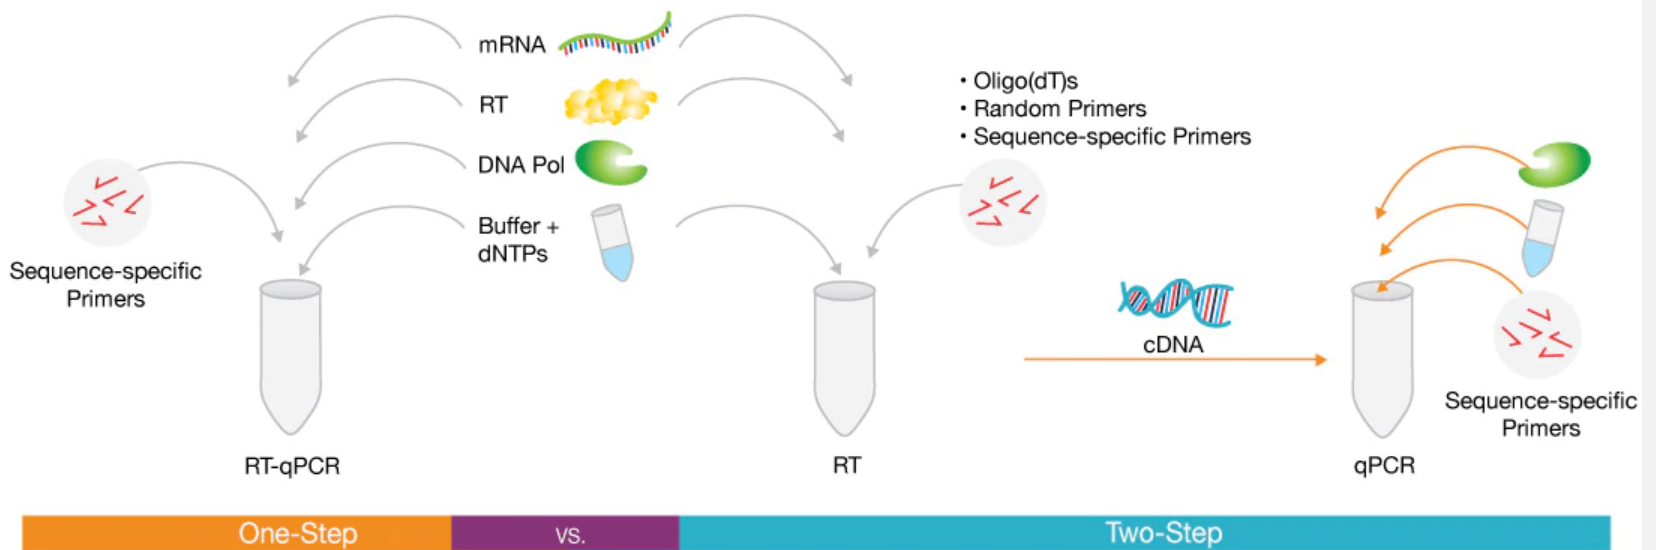 mRNA
RT
DNA Pol
Buffer +
dNTPs
Sequence-specific
Primers
RT-qPCR
• Oligo(dT)s
• Random Primers
• Sequence-specific Primers
RT
cDNA
Sequence-specific
Primers
qPCR
One-Step
vs.
Two-Step